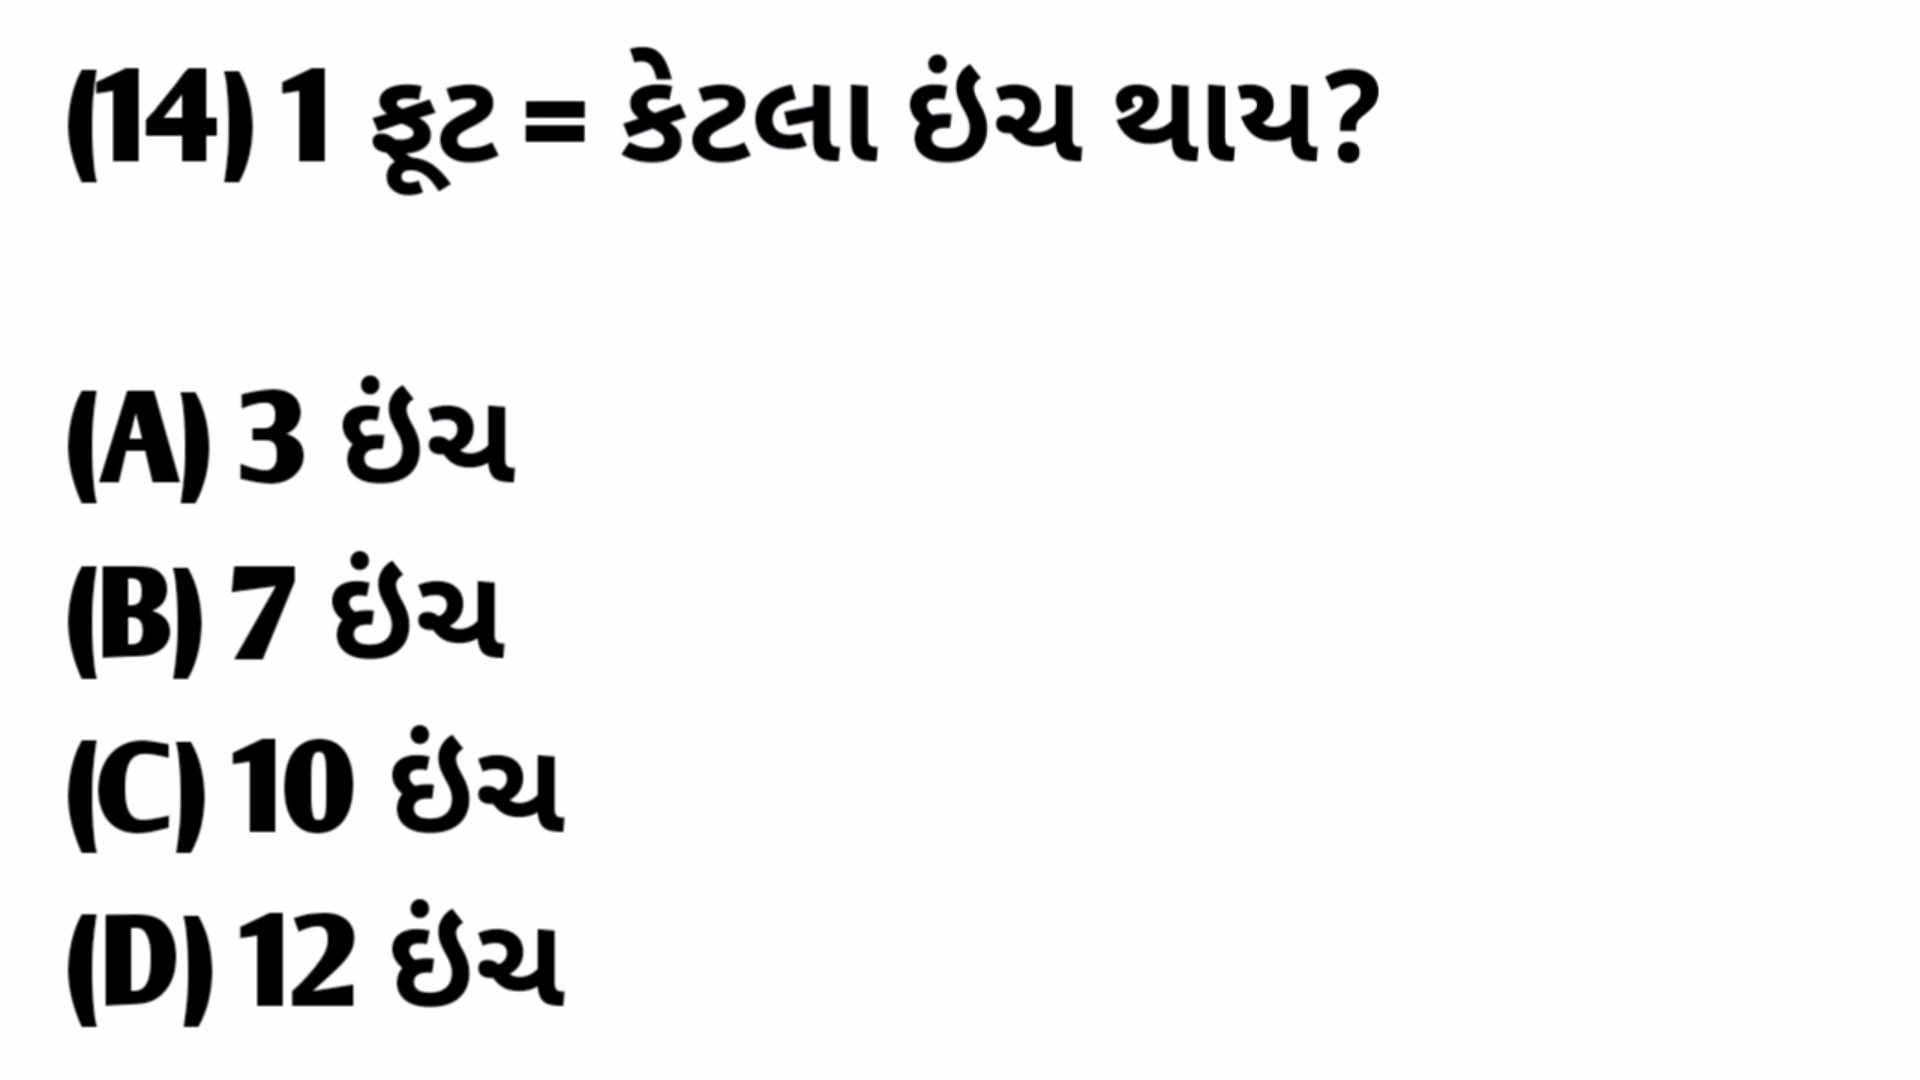 (14) 1 ફૂટ = કેટલા ઇંચ થાય?
(A) 3 ઇંચ
(B) 7 ઇંચ
(C) 10 ઇંચ
(D) 12 ઇંચ